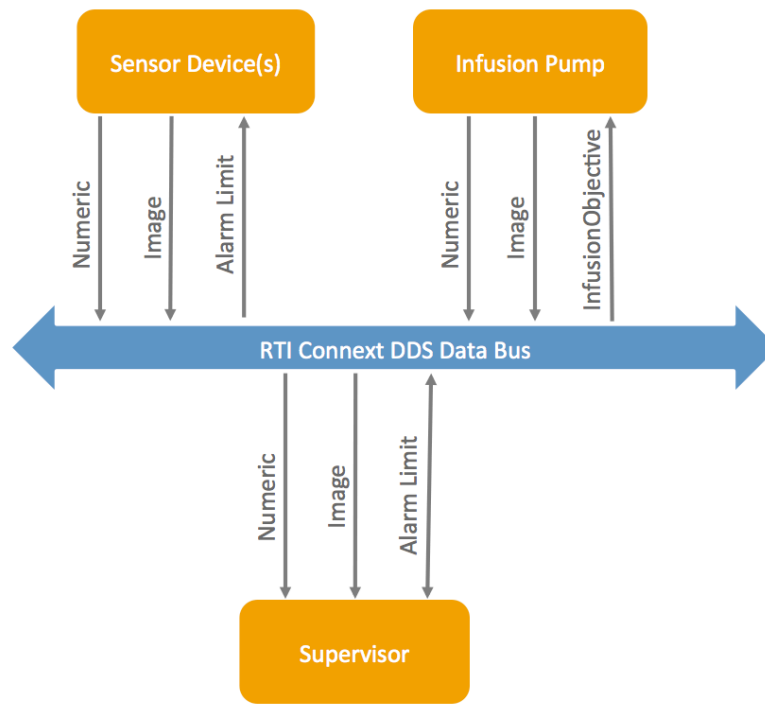 Sensor Device(s)
Infusion Pump
Numeric
Image
Alarm Limit
Numeric
Image
InfusionObjective
RTI Connext DDS Data Bus
Numeric
Image
Alarm Limit
Supervisor